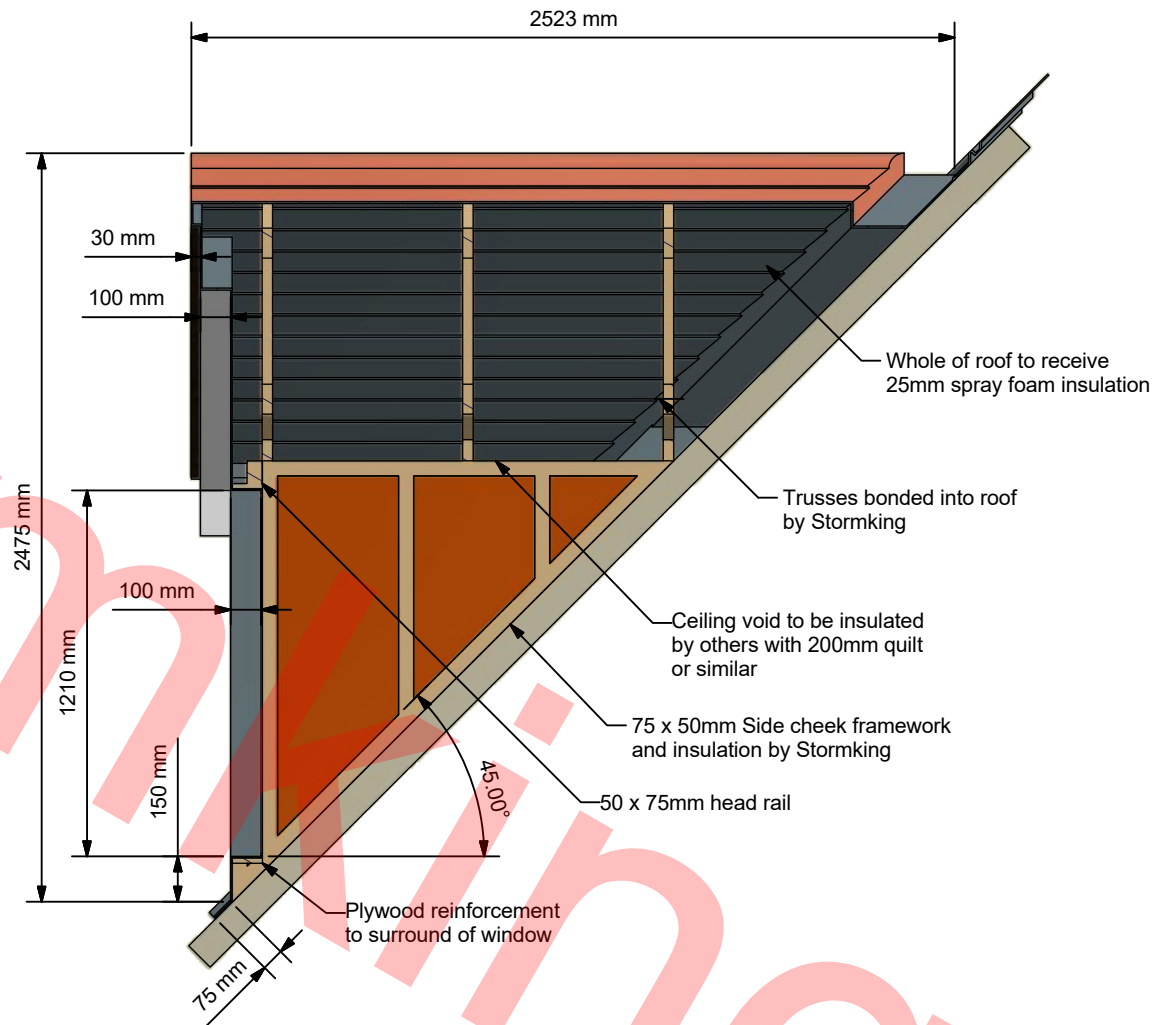 2523 mm
30 mm
100 mm
Whole of roof to receive
25mm spray foam insulation
Trusses bonded into roof
by Stormking
2475 mm
100 mm
Ceiling void to be insulated
by others with 200mm quilt
or similar
1210 mm
75 x 50mm Side cheek framework
and insulation by Stormking
150 mm
45.00°
50 x 75mm head rail
Plywood reinforcement
to surround of window
75 mm